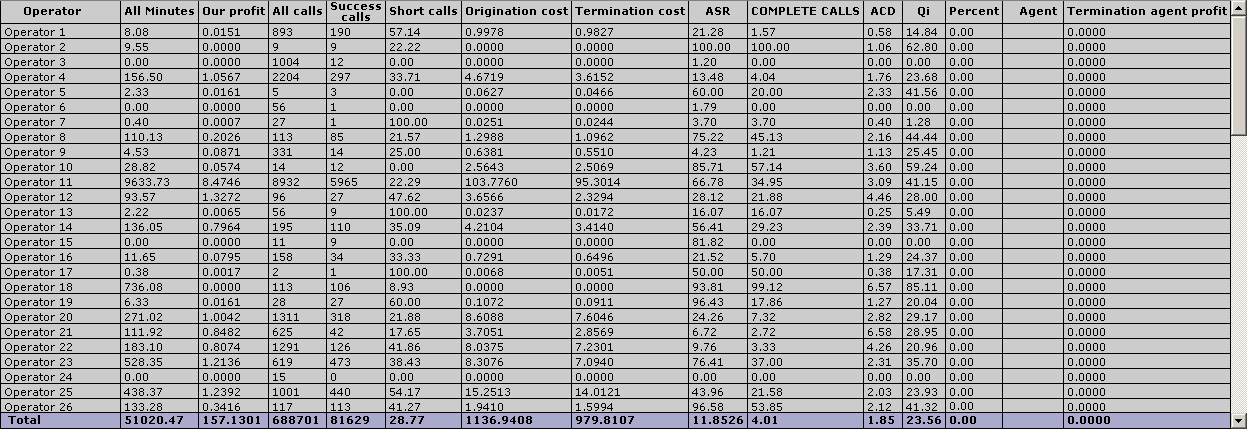 Operator All Minutes Our profit All calls Success calls Short calls Origination cost Termination cost ASR COMPLETE CALLS ACD Qi Percent Agent Termination agent profit
Operator 1 8.08 0.0151 893 190 57.14 0.9978 0.9827 21.28 1.57 0.58 14.84 0.00 0.0000
Operator 2 9.55 0.0000 9 9 22.22 0.0000 0.0000 100.00 100.00 1.06 62.80 0.00 0.0000
Operator 3 0.00 0.0000 1004 12 0.00 0.0000 0.0000 1.20 0.00 0.00 0.00 0.00 0.0000
Operator 4 156.50 1.0567 2204 297 33.71 4.6719 3.6152 13.48 4.04 1.76 23.68 0.00 0.0000
Operator 5 2.33 0.0161 5 3 0.00 0.0627 0.0466 60.00 20.00 2.33 41.56 0.00 0.0000
Operator 6 0.00 0.0000 56 1 0.00 0.0000 0.0000 1.79 0.00 0.00 0.00 0.00 0.0000
Operator 7 0.40 0.0007 27 1 100.00 0.0251 0.0244 3.70 3.70 0.40 1.28 0.00 0.0000
Operator 8 110.13 0.2026 113 85 21.57 1.2988 1.0962 75.22 45.13 2.16 44.44 0.00 0.0000
Operator 9 4.53 0.0871 331 14 25.00 0.6381 0.5510 4.23 1.21 1.13 25.45 0.00 0.0000
Operator 10 28.82 0.0574 14 12 0.00 2.5643 2.5069 85.71 57.14 3.60 59.24 0.00 0.0000
Operator 11 9633.73 8.4746 8932 5965 22.29 103.7760 95.3014 66.78 34.95 3.09 41.15 0.00 0.0000
Operator 12 93.57 1.3272 96 27 47.62 3.6566 2.3294 28.12 21.88 4.46 28.00 0.00 0.0000
Operator 13 2.22 0.0065 56 9 100.00 0.0237 0.0172 16.07 16.07 0.25 5.49 0.00 0.0000
Operator 14 136.05 0.7964 195 110 35.09 4.2104 3.4140 56.41 29.23 2.39 33.71 0.00 0.0000
Operator 15 0.00 0.0000 11 9 0.00 0.0000 0.0000 81.82 0.00 0.00 0.00 0.00 0.0000
Operator 16 11.65 0.0795 158 34 33.33 0.7291 0.6496 21.52 5.70 1.29 24.37 0.00 0.0000
Operator 17 0.38 0.0017 2 1 100.00 0.0068 0.0051 50.00 50.00 0.38 17.31 0.00 0.0000
Operator 18 736.08 0.0000 113 106 8.93 0.0000 0.0000 93.81 99.12 6.57 85.11 0.00 0.0000
Operator 19 6.33 0.0161 28 27 60.00 0.1072 0.0911 96.43 17.86 1.27 20.04 0.00 0.0000
Operator 20 271.02 1.0042 1311 318 21.88 8.6088 7.6046 24.26 7.32 2.82 29.17 0.00 0.0000
Operator 21 111.92 0.8482 625 42 17.65 3.7051 2.8569 6.72 2.72 6.58 28.95 0.00 0.0000
Operator 22 183.10 0.8074 1291 126 41.86 8.0375 7.2301 9.76 3.33 4.26 20.96 0.00 0.0000
Operator 23 528.35 1.2136 619 473 38.43 8.3076 7.0940 76.41 37.00 2.31 35.70 0.00 0.0000
Operator 24 0.00 0.0000 15 0 0.00 0.0000 0.0000 0.00 0.00 0.00 0.00 0.00 0.0000
Operator 25 438.37 1.2392 1001 440 54.17 15.2513 14.0121 43.96 21.58 2.03 23.93 0.00 0.0000
Operator 26 133.28 0.3416 117 113 41.27 1.9410 1.5994 96.58 53.85 2.12 41.32 0.00 0.0000
Total 51020.47 157.1301 688701 81629 28.77 1136.9408 979.8107 11.8526 4.01 1.85 23.56 0.00 0.0000